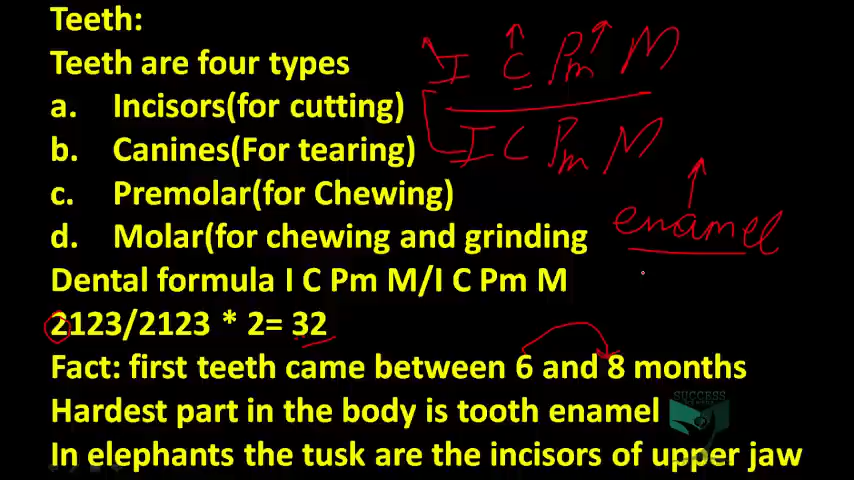 Teeth:
Teeth are four types
a. Incisors(for cutting)
b. Canines(For tearing)
c. Premolar(for Chewing)
d. Molar(for chewing and grinding
Dental formula I C Pm M/I C Pm M
2123/2123 * 2= 32
Fact: first teeth came between 6 and 8 months
Hardest part in the body is tooth enamel
In elephants the tusk are the incisors of upper jaw
I C Pm M
I C Pm M
enamel
SUCCESS